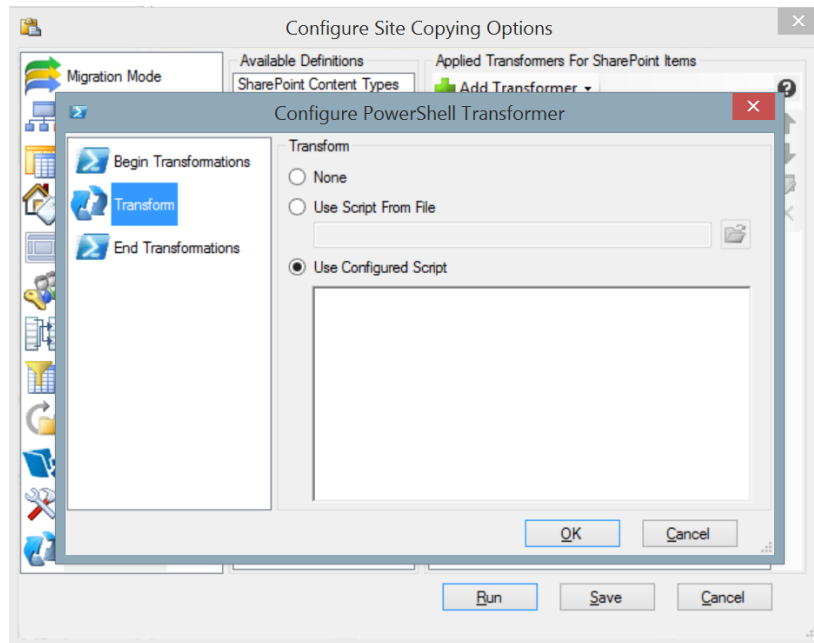 Configure Site Copying Options
Migration Mode
Available Definitions
SharePoint Content Types
Applied Transformers For SharePoint Items
Add Transformer
Configure PowerShell Transformer
Begin Transformations
Transform
End Transformations
Transform
None
Use Script From File
Use Configured Script
OK
Cancel
Run
Save
Cancel